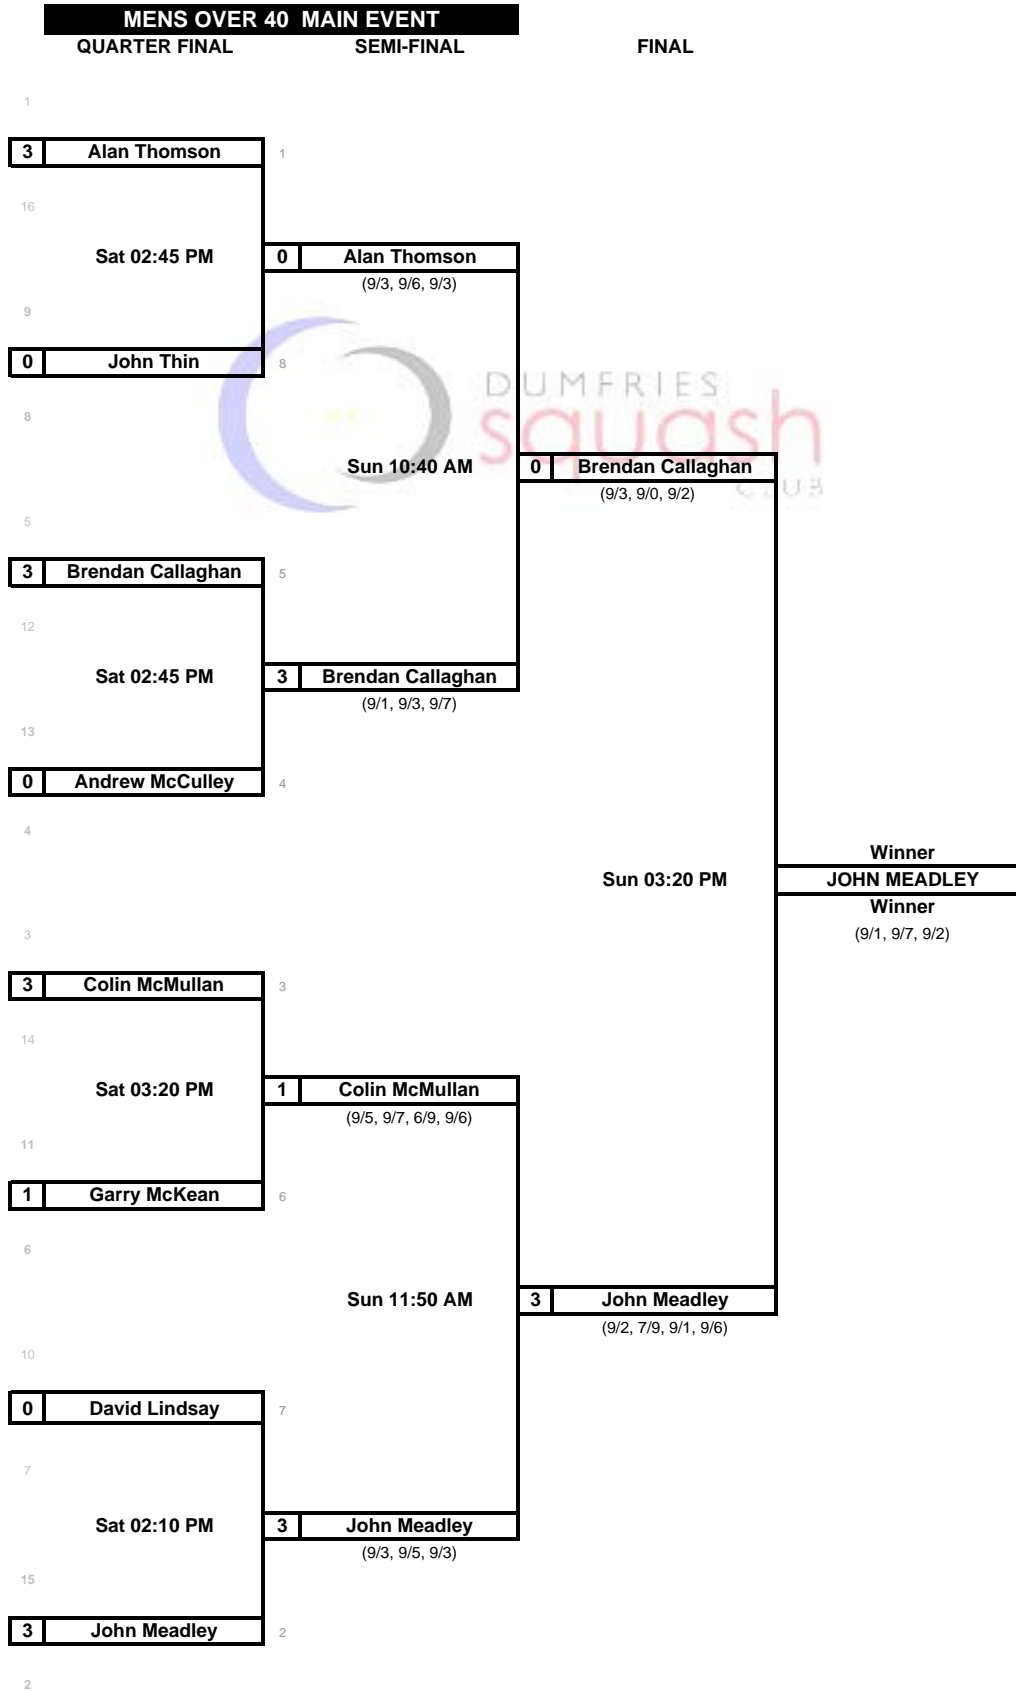 MENS OVER 40  MAIN EVENT
QUARTER FINAL SEMI-FINAL FINAL
1
3 Alan Thomson 1
16
Sat 02:45 PM 0 Alan Thomson
(9/3, 9/6, 9/3)
9
0 John Thin 8
DUMFRIES
8
squash
Sun 10:40 AM 0 Brendan Callaghan
(9/3, 9/0, 9/2) CLUB
5
3 Brendan Callaghan 5
12
Sat 02:45 PM 3 Brendan Callaghan
(9/1, 9/3, 9/7)
13
0 Andrew McCulley 4
4
Winner
Sun 03:20 PM JOHN MEADLEY
Winner
3 (9/1, 9/7, 9/2)
3 Colin McMullan 3
14
Sat 03:20 PM 1 Colin McMullan
(9/5, 9/7, 6/9, 9/6)
11
1 Garry McKean 6
6
Sun 11:50 AM 3 John Meadley
(9/2, 7/9, 9/1, 9/6)
10
0 David Lindsay 7
7
Sat 02:10 PM 3 John Meadley
(9/3, 9/5, 9/3)
15
3 John Meadley 2
2